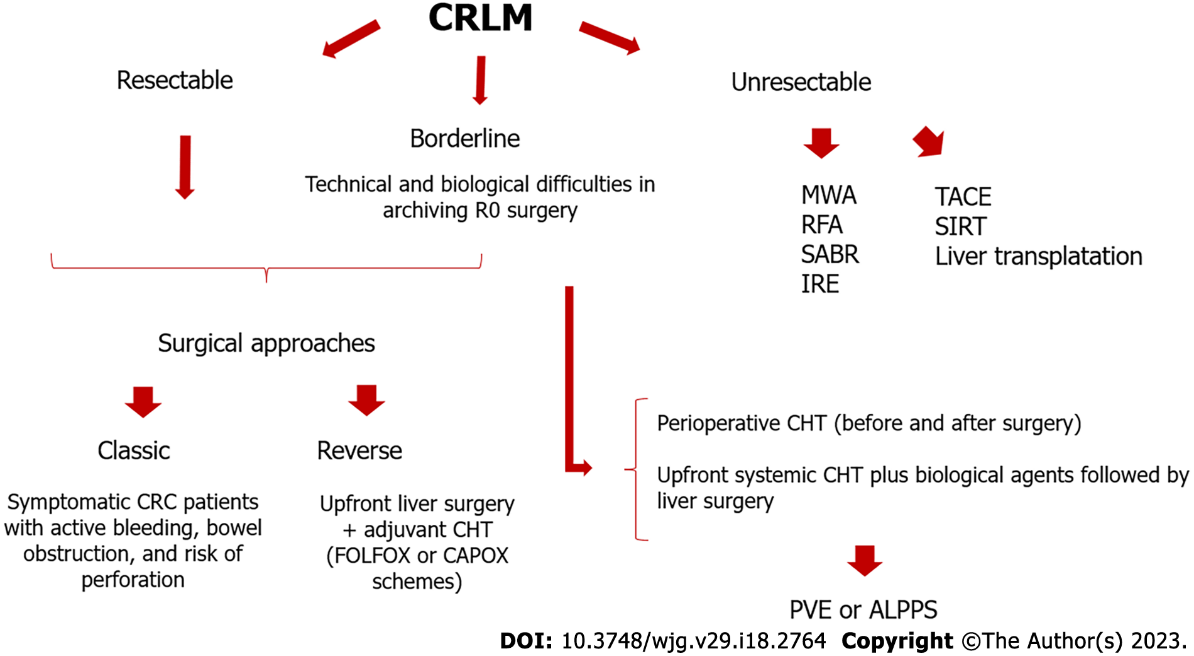 CRLM
Resectable
Borderline
Technical and biological difficulties in
archiving R0 surgery
Unresectable
MWA
RFA
SABR
IRE
TACE
SIRT
Liver transplatation
Surgical approaches
Classic
Symptomatic CRC patients
with active bleeding, bowel
obstruction, and risk of
perforation
Reverse
Upfront liver surgery
+ adjuvant CHT
(FOLFOX or CAPOX
schemes)
Perioperative CHT (before and after surgery)
Upfront systemic CHT plus biological agents followed by
liver surgery
PVE or ALPPS
DOI: 10.3748/wjg.v29.i18.2764 Copyright ©The Author(s) 2023.